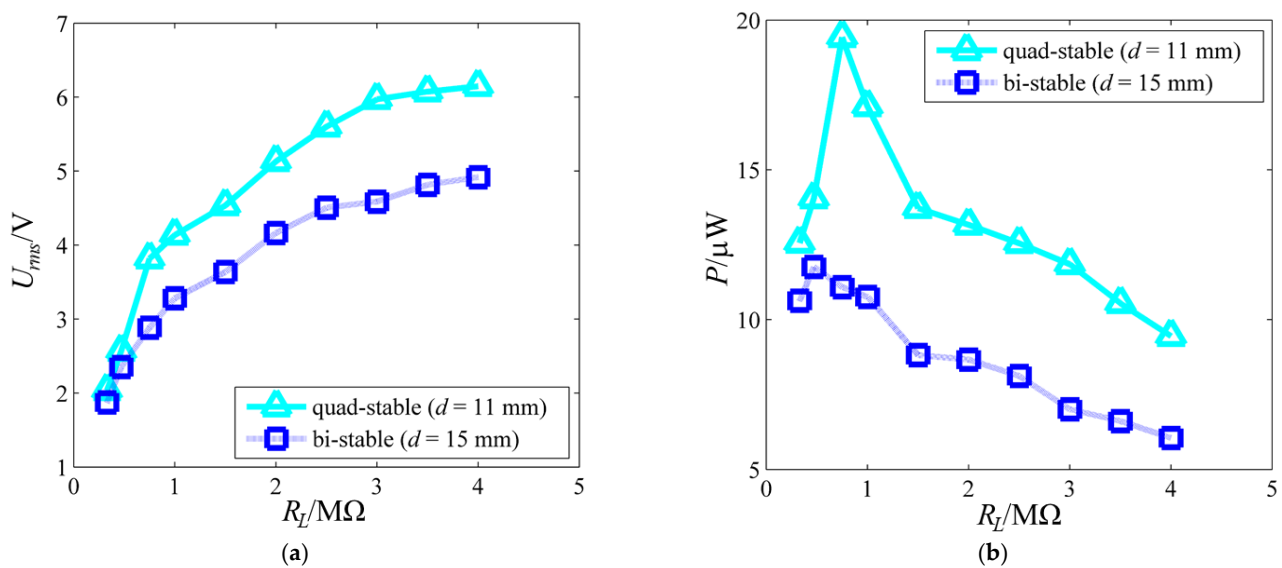 7
6
5
4
3
2
1
0 1 2 3 4 5
U_rms/V
R_L/MΩ
quad-stable (d = 11 mm)
bi-stable (d = 15 mm)
(a)
20
15
10
5
0 1 2 3 4 5
P/μW
R_L/MΩ
quad-stable (d = 11 mm)
bi-stable (d = 15 mm)
(b)